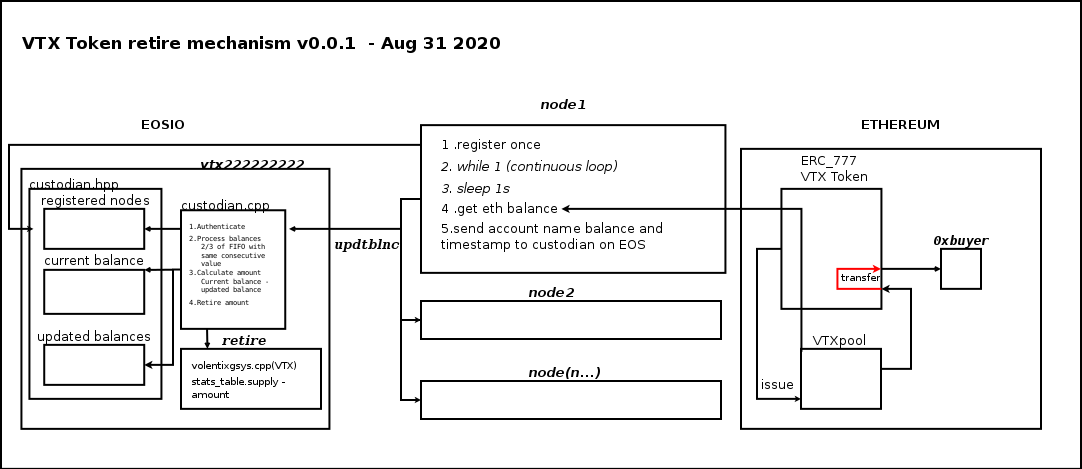 VTX Token retire mechanism v0.0.1 - Aug 31 2020
EOSIO
vtx222222222
custodian.hpp
registered nodes
current balance
updated balances
custodian.cpp
1.Authenticate
2.Process balances
2/3 of FIFO with
same consecutive
value
3.Calculate amount
Current balance -
updated balance
4.Retire amount
retire
volentixgsys.cpp(VTX)
stats_table.supply -
amount
updtblnc
node1
1 .register once
2. while 1 (continuous loop)
3. sleep 1s
4 .get eth balance
5.send account name balance and
timestamp to custodian on EOS
node2
node(n...)
ETHEREUM
ERC_777
VTX Token
transfer
0xbuyer
VTXpool
issue